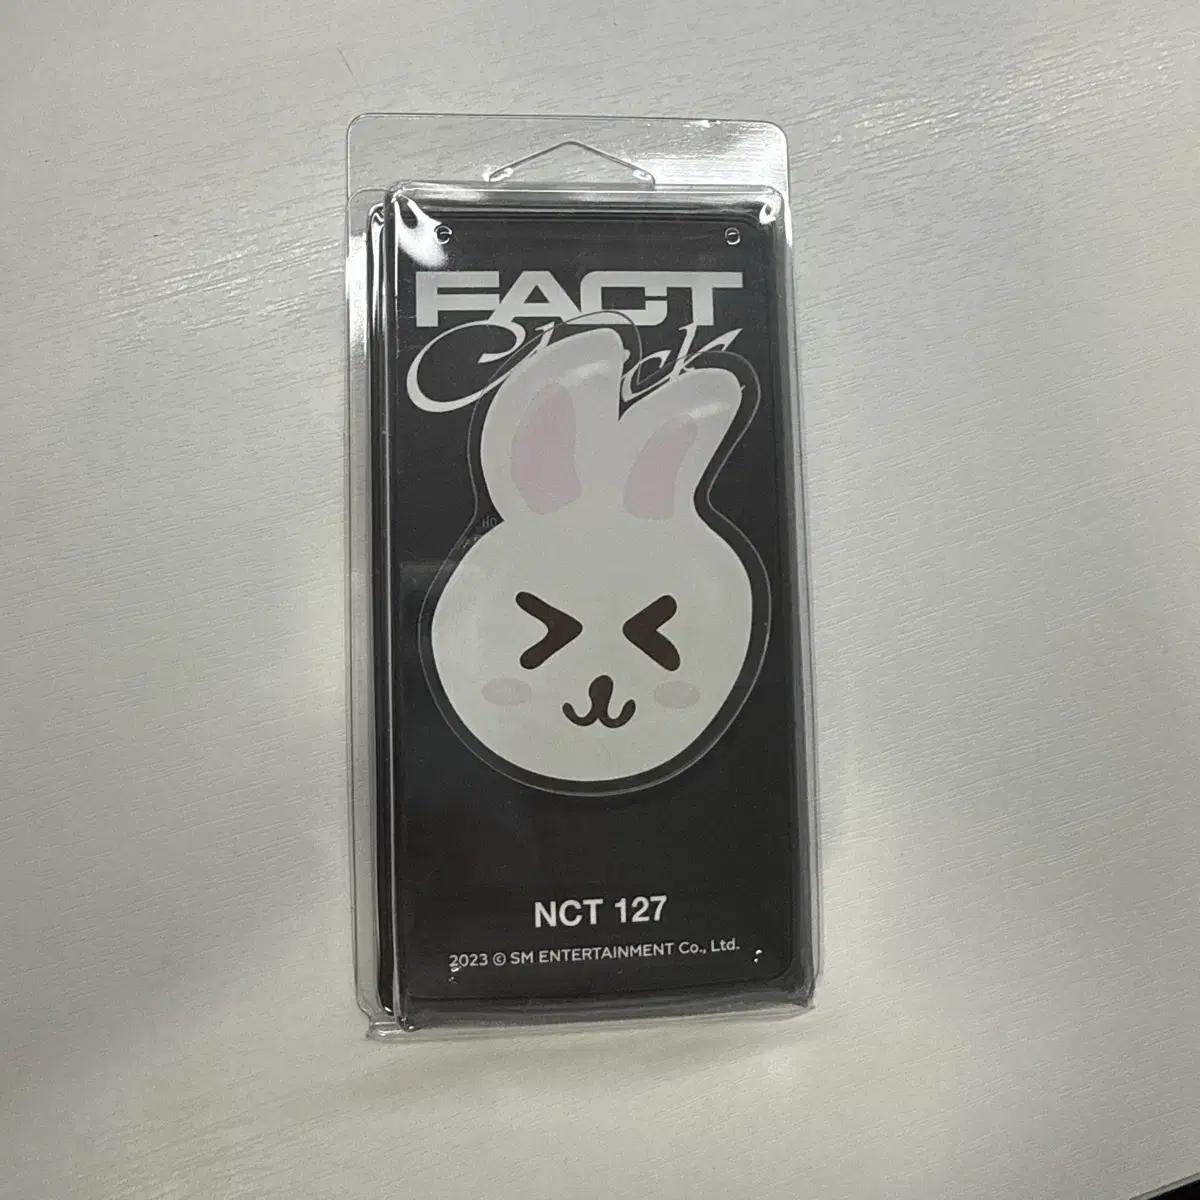 FACT
Check
NCT 127
2023 © SM ENTERTAINMENT Co., Ltd.